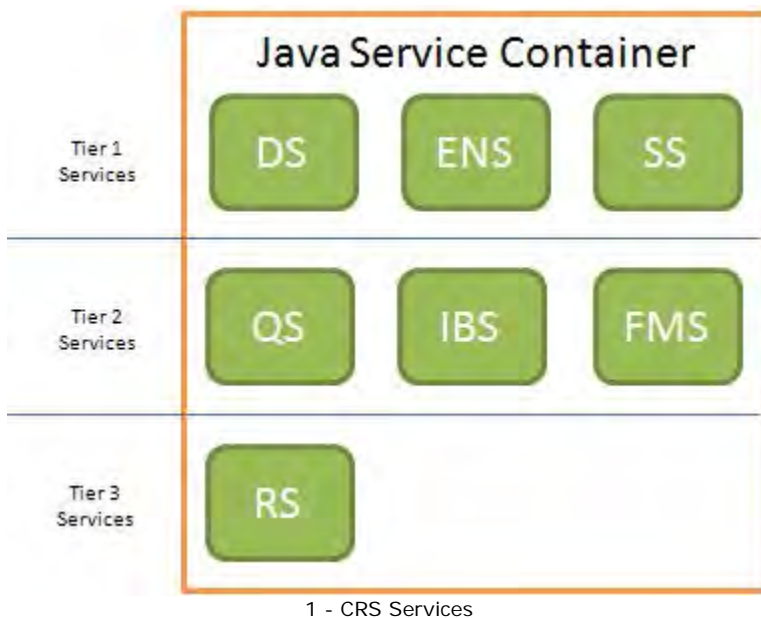 Java Service Container
Tier 1
Services
DS
ENS
SS
Tier 2
Services
QS
IBS
FMS
Tier 3
Services
RS
1 - CRS Services